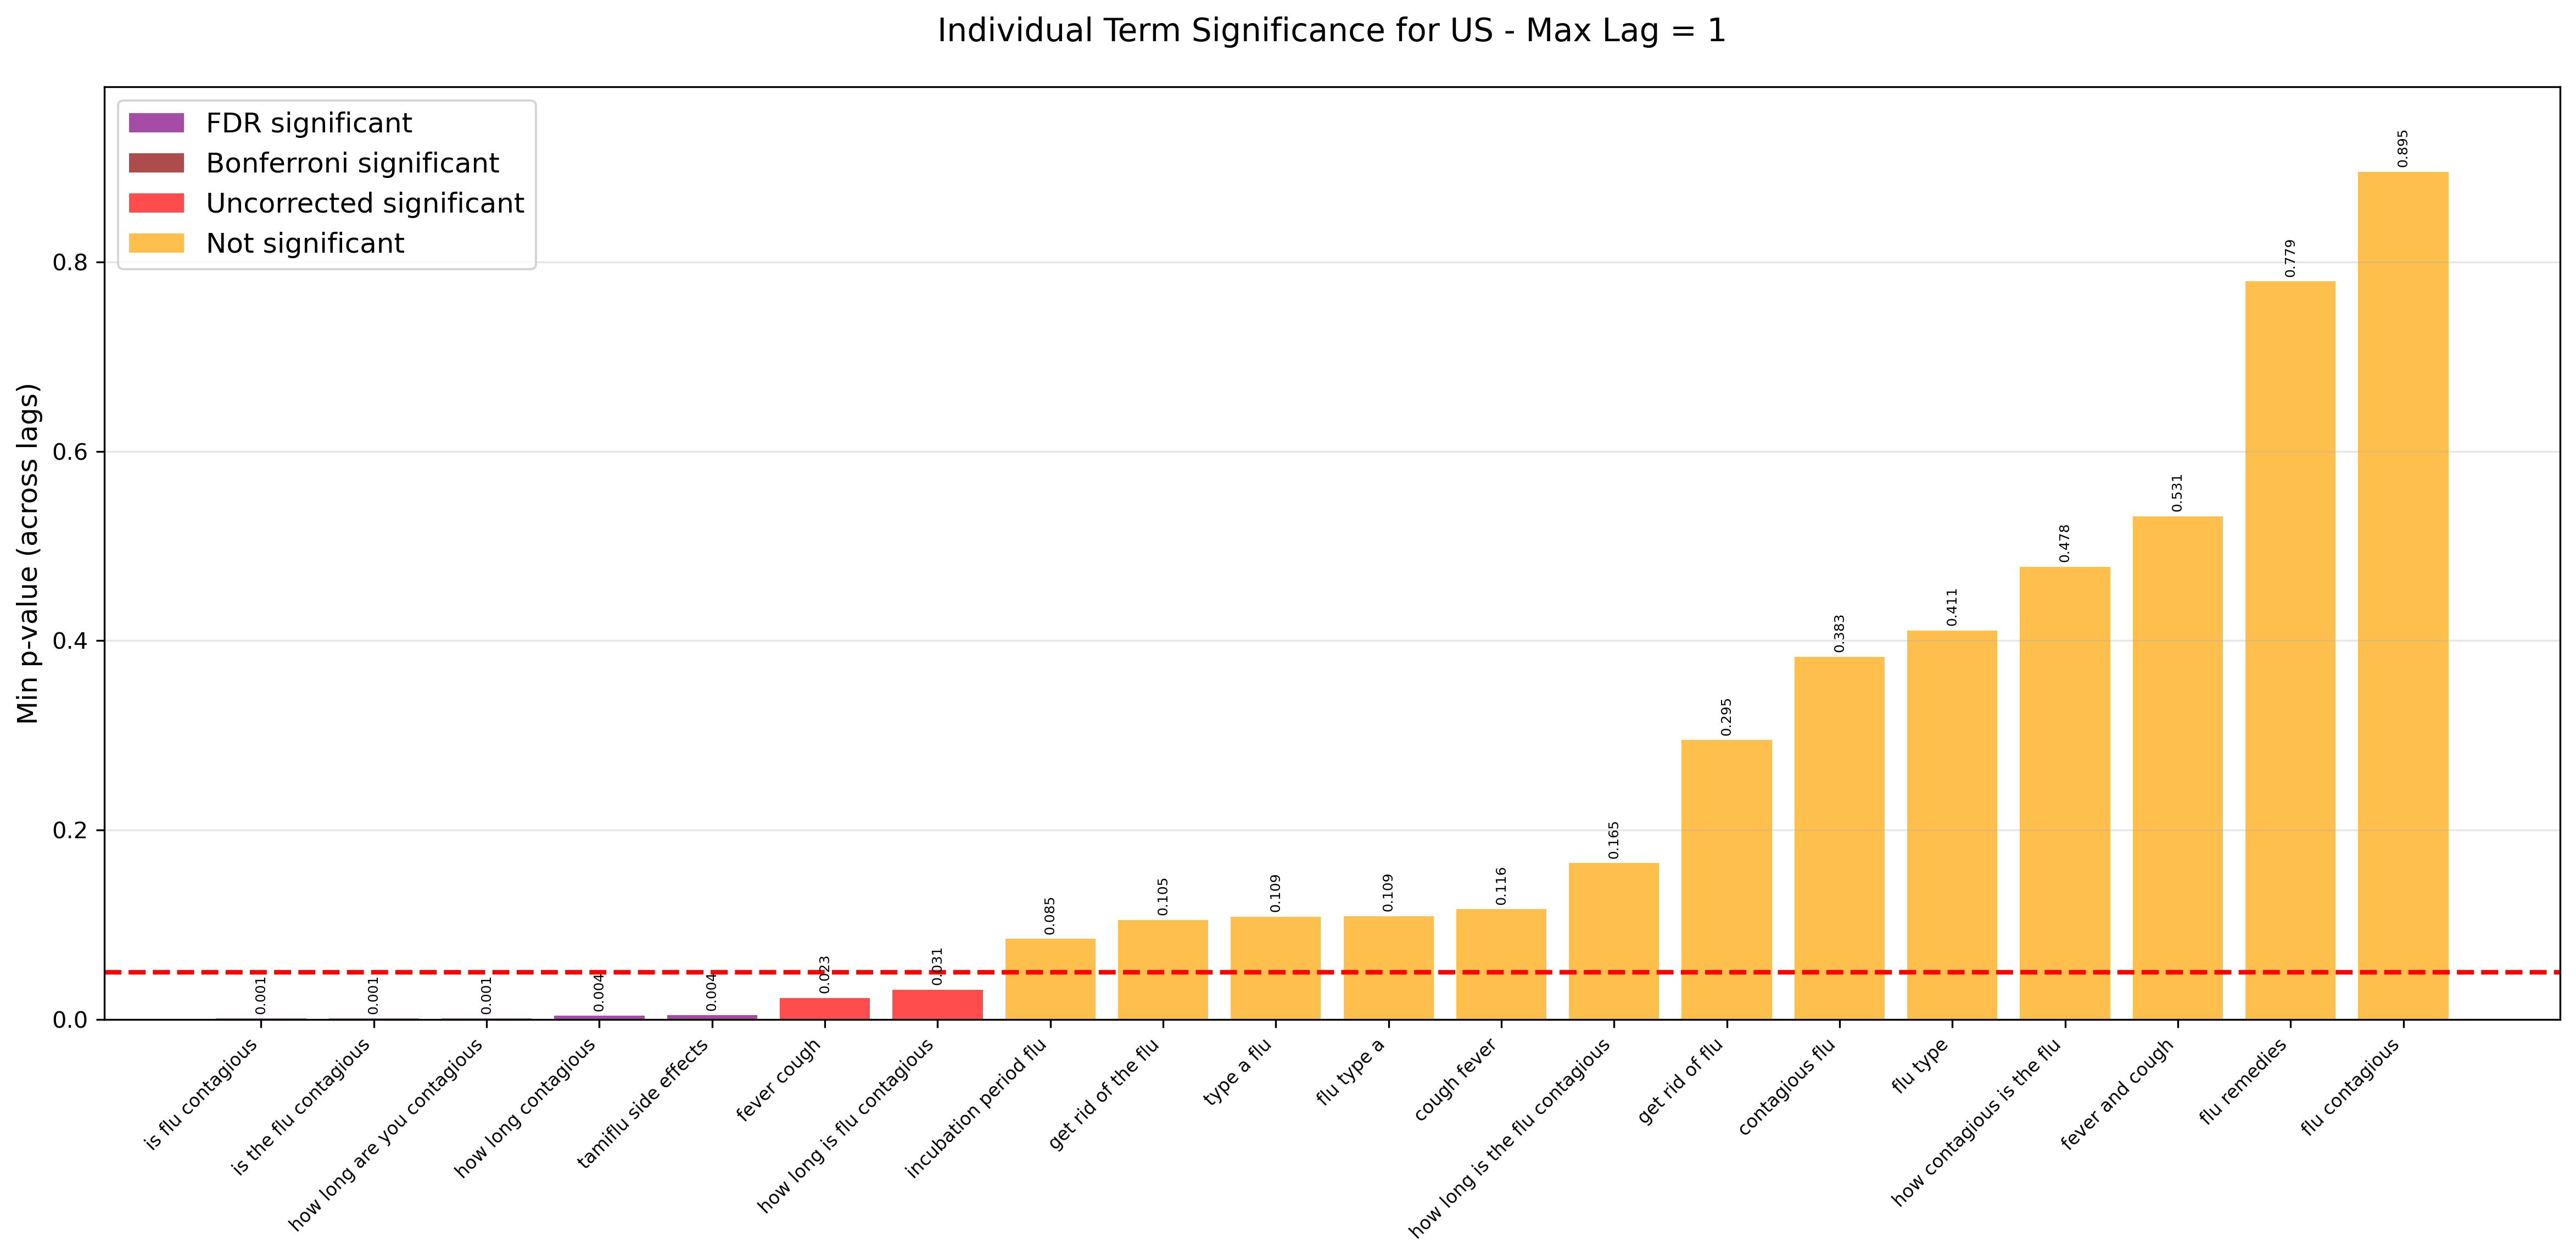 Individual Term Significance for US - Max Lag = 1
FDR significant
Bonferroni significant
Uncorrected significant
Not significant
Min p-value (across lags)
0.8
0.6
0.4
0.2
0.0
0.001
0.001
0.001
0.004
0.004
0.023
0.031
0.085
0.105
0.109
0.109
0.116
0.165
0.295
0.383
0.411
0.478
0.531
0.779
0.895
is flu contagious
is the flu contagious
how long are you contagious
how long contagious
tamiflu side effects
fever cough
how long is flu contagious
incubation period flu
get rid of the flu
type a flu
flu type a
cough fever
how long is the flu contagious
get rid of flu
contagious flu
flu type
how contagious is the flu
fever and cough
flu remedies
flu contagious